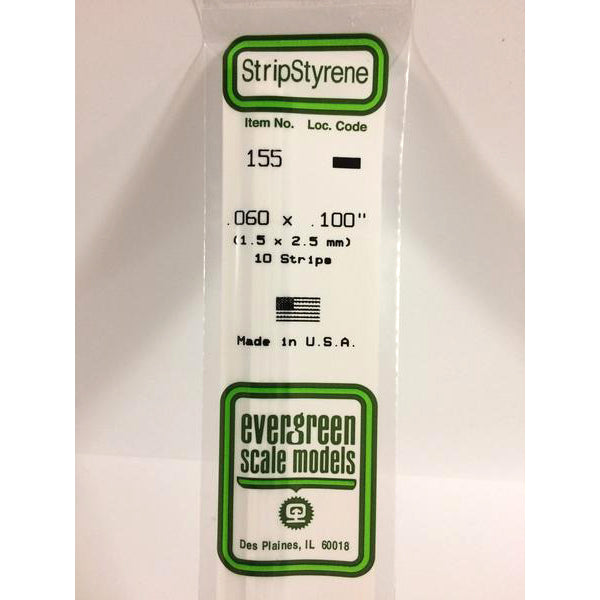 StripStyrene
Item No. Loc. Code
155
.060 x .100"
(1.5 x 2.5 mm)
10 Strips
Made in U.S.A.
evergreen
scale models
Des Plaines, IL 60018